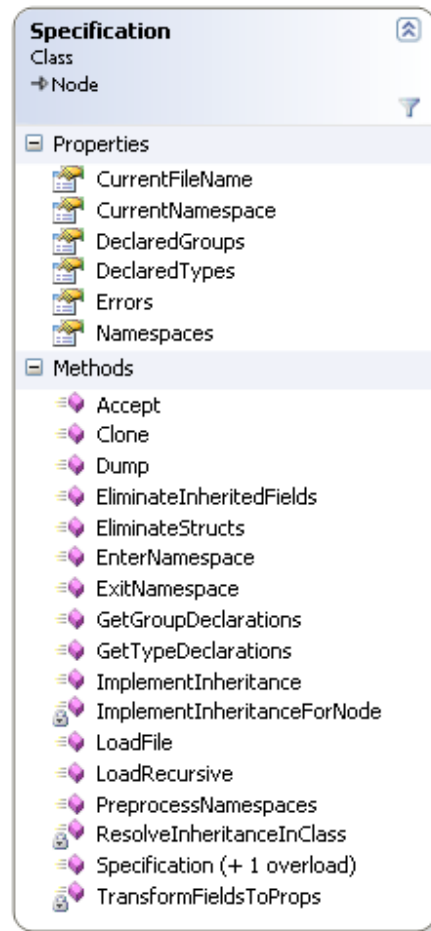 Specification
Class
Node
Properties
CurrentFileName
CurrentNamespace
DeclaredGroups
DeclaredTypes
Errors
Namespaces
Methods
Accept
Clone
Dump
EliminateInheritedFields
EliminateStructs
EnterNamespace
ExitNamespace
GetGroupDeclarations
GetTypeDeclarations
ImplementInheritance
ImplementInheritanceForNode
LoadFile
LoadRecursive
PreprocessNamespaces
ResolveInheritanceInClass
Specification (+ 1 overload)
TransformFieldsToProps